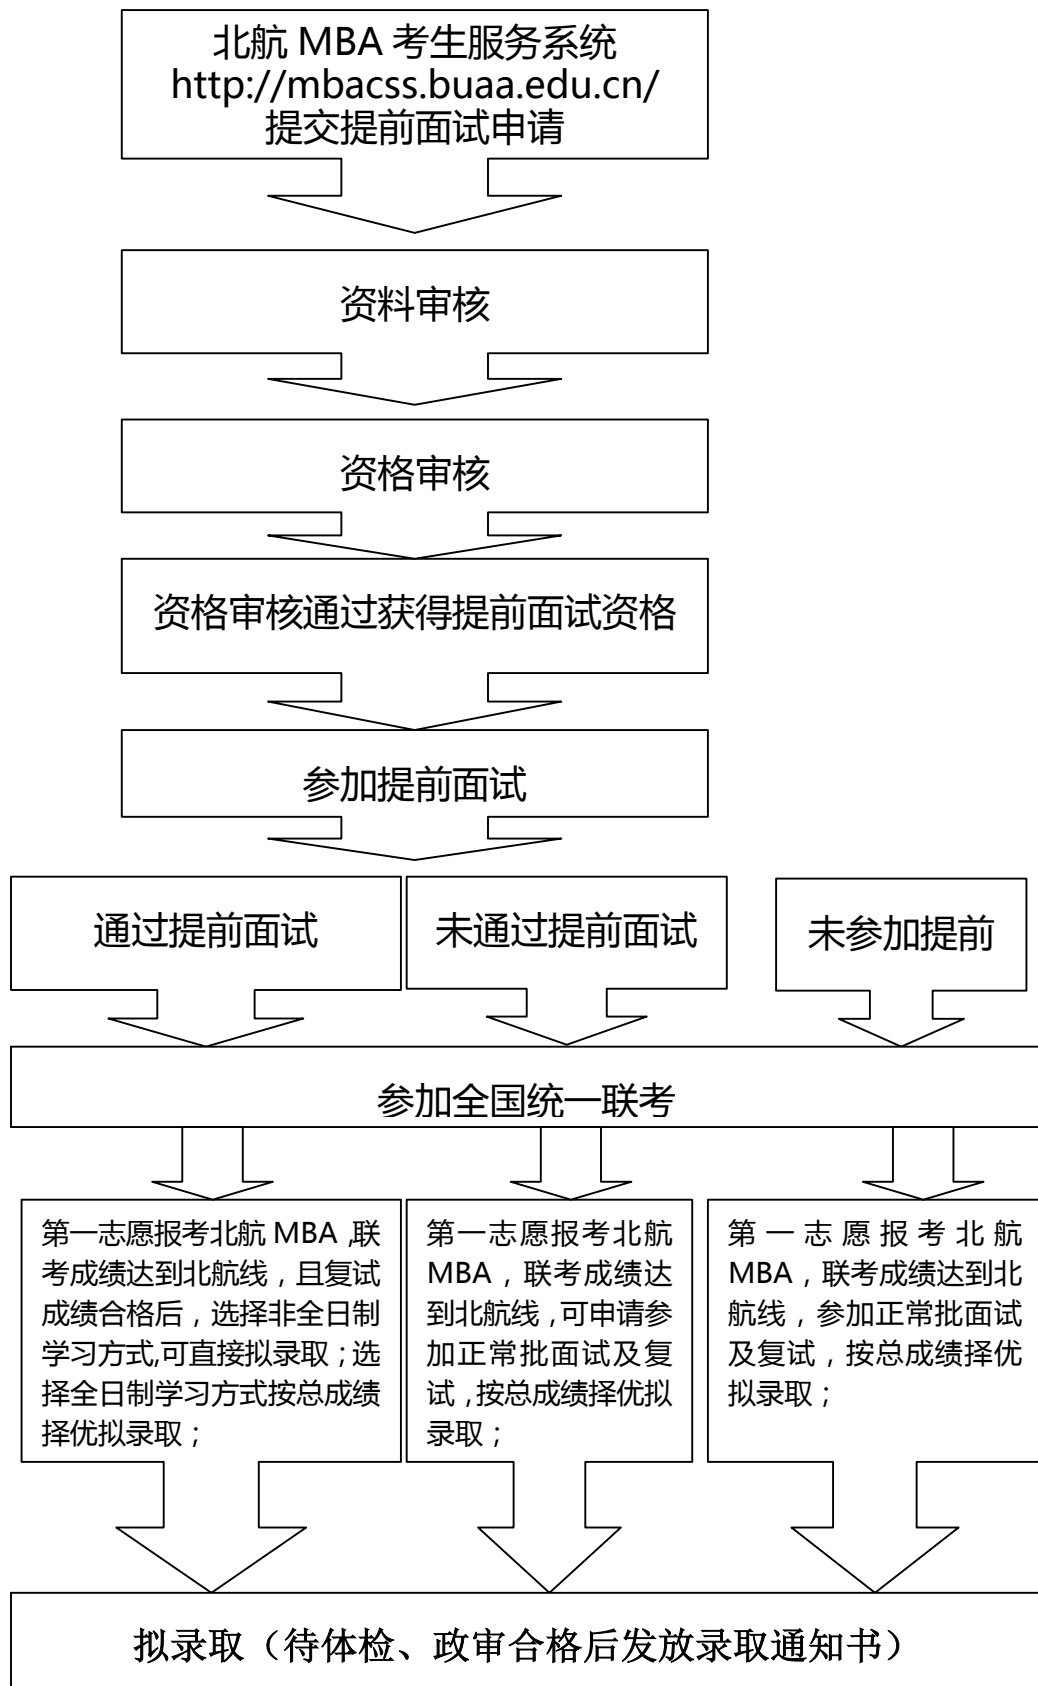 北航 MBA 考生服务系统
http://mbacss.buaa.edu.cn/
提交提前面试申请
资料审核
资格审核
资格审核通过获得提前面试资格
参加提前面试
通过提前面试
未通过提前面试
未参加提前
参加全国统一联考
第一志愿报考北航 MBA ,联
考成绩达到北航线，且复试
成绩合格后，选择非全日制
学习方式,可直接拟录取；选
择全日制学习方式按总成绩
择优拟录取；
第一志愿报考北航
MBA，联考成绩达
到北航线，可申请参
加正常批面试及复
试，按总成绩择优拟
录取；
第一志愿报考北航
MBA，联考成绩达到北
航线，参加正常批面试
及复试，按总成绩择优
拟录取；
拟录取（待体检、政审合格后发放录取通知书）